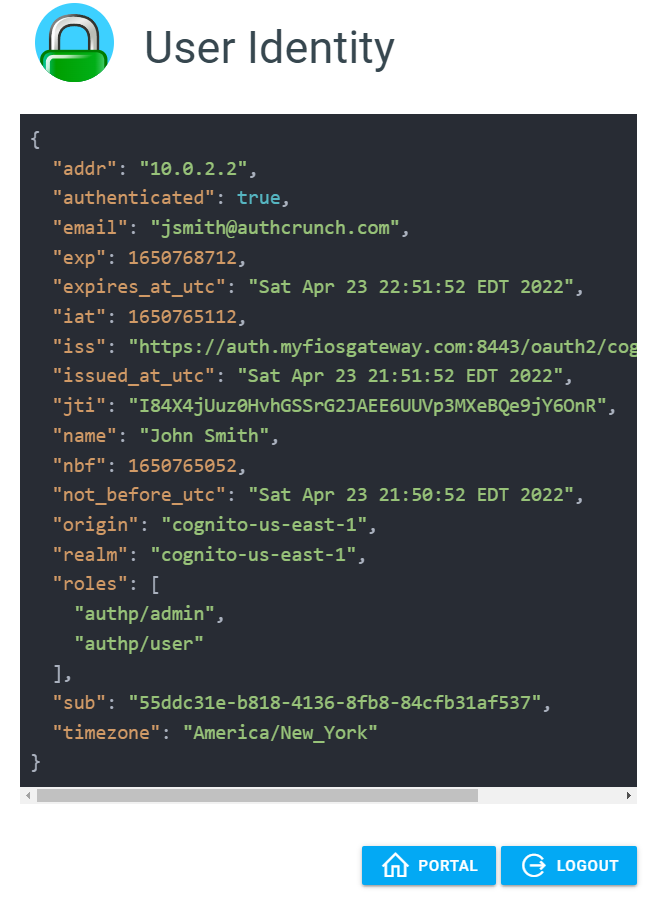 User Identity
{
"addr": "10.0.2.2",
"authenticated": true,
"email": "jsmith@authcrunch.com",
"exp": 1650768712,
"expires_at_utc": "Sat Apr 23 22:51:52 EDT 2022",
"iat": 1650765112,
"iss": "https://auth.myfiosgateway.com:8443/oauth2/cog
"issued_at_utc": "Sat Apr 23 21:51:52 EDT 2022",
"jti": "I84X4jUuz0HvhGSSrG2JAEE6UUVp3MXeBQe9jY6OnR",
"name": "John Smith",
"nbf": 1650765052,
"not_before_utc": "Sat Apr 23 21:50:52 EDT 2022",
"origin": "cognito-us-east-1",
"realm": "cognito-us-east-1",
"roles": [
"authp/admin",
"authp/user"
],
"sub": "55ddc31e-b818-4136-8fb8-84cfb31af537",
"timezone": "America/New_York"
}
PORTAL LOGOUT